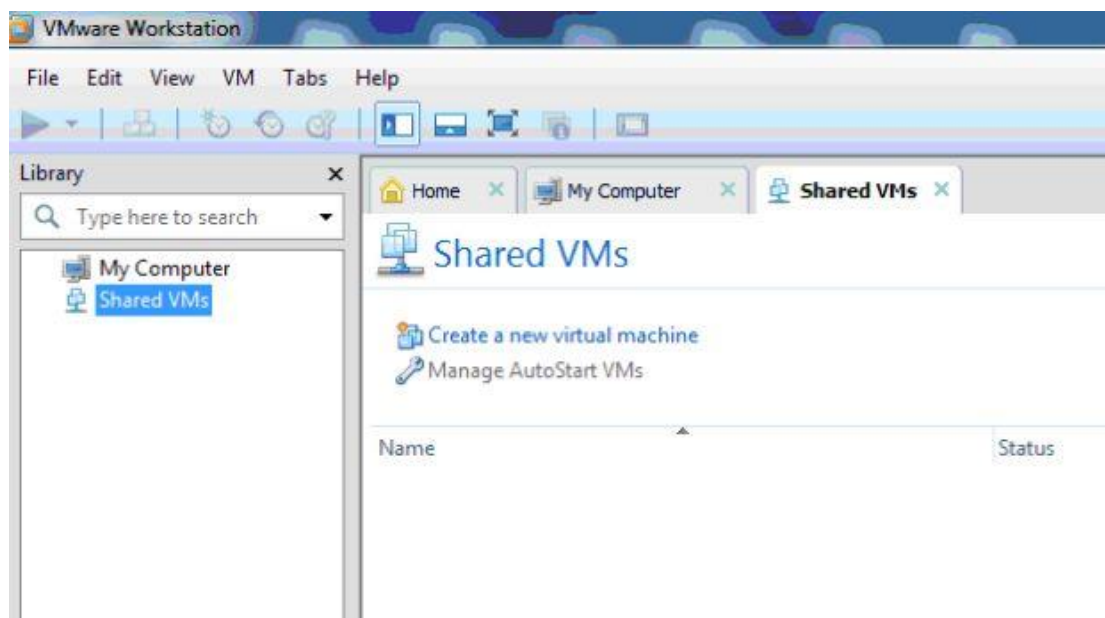 VMware Workstation
File Edit View VM Tabs Help
Library
Type here to search
My Computer
Shared VMs
Home My Computer Shared VMs
Shared VMs
Create a new virtual machine
Manage AutoStart VMs
Name Status